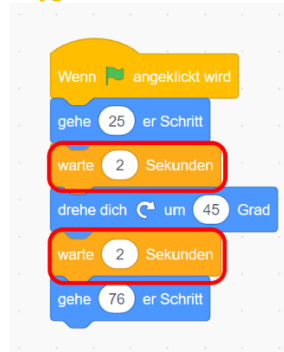 Wenn angeklickt wird
gehe 25 er Schritt
warte 2 Sekunden
drehe dich um 45 Grad
warte 2 Sekunden
gehe 76 er Schritt